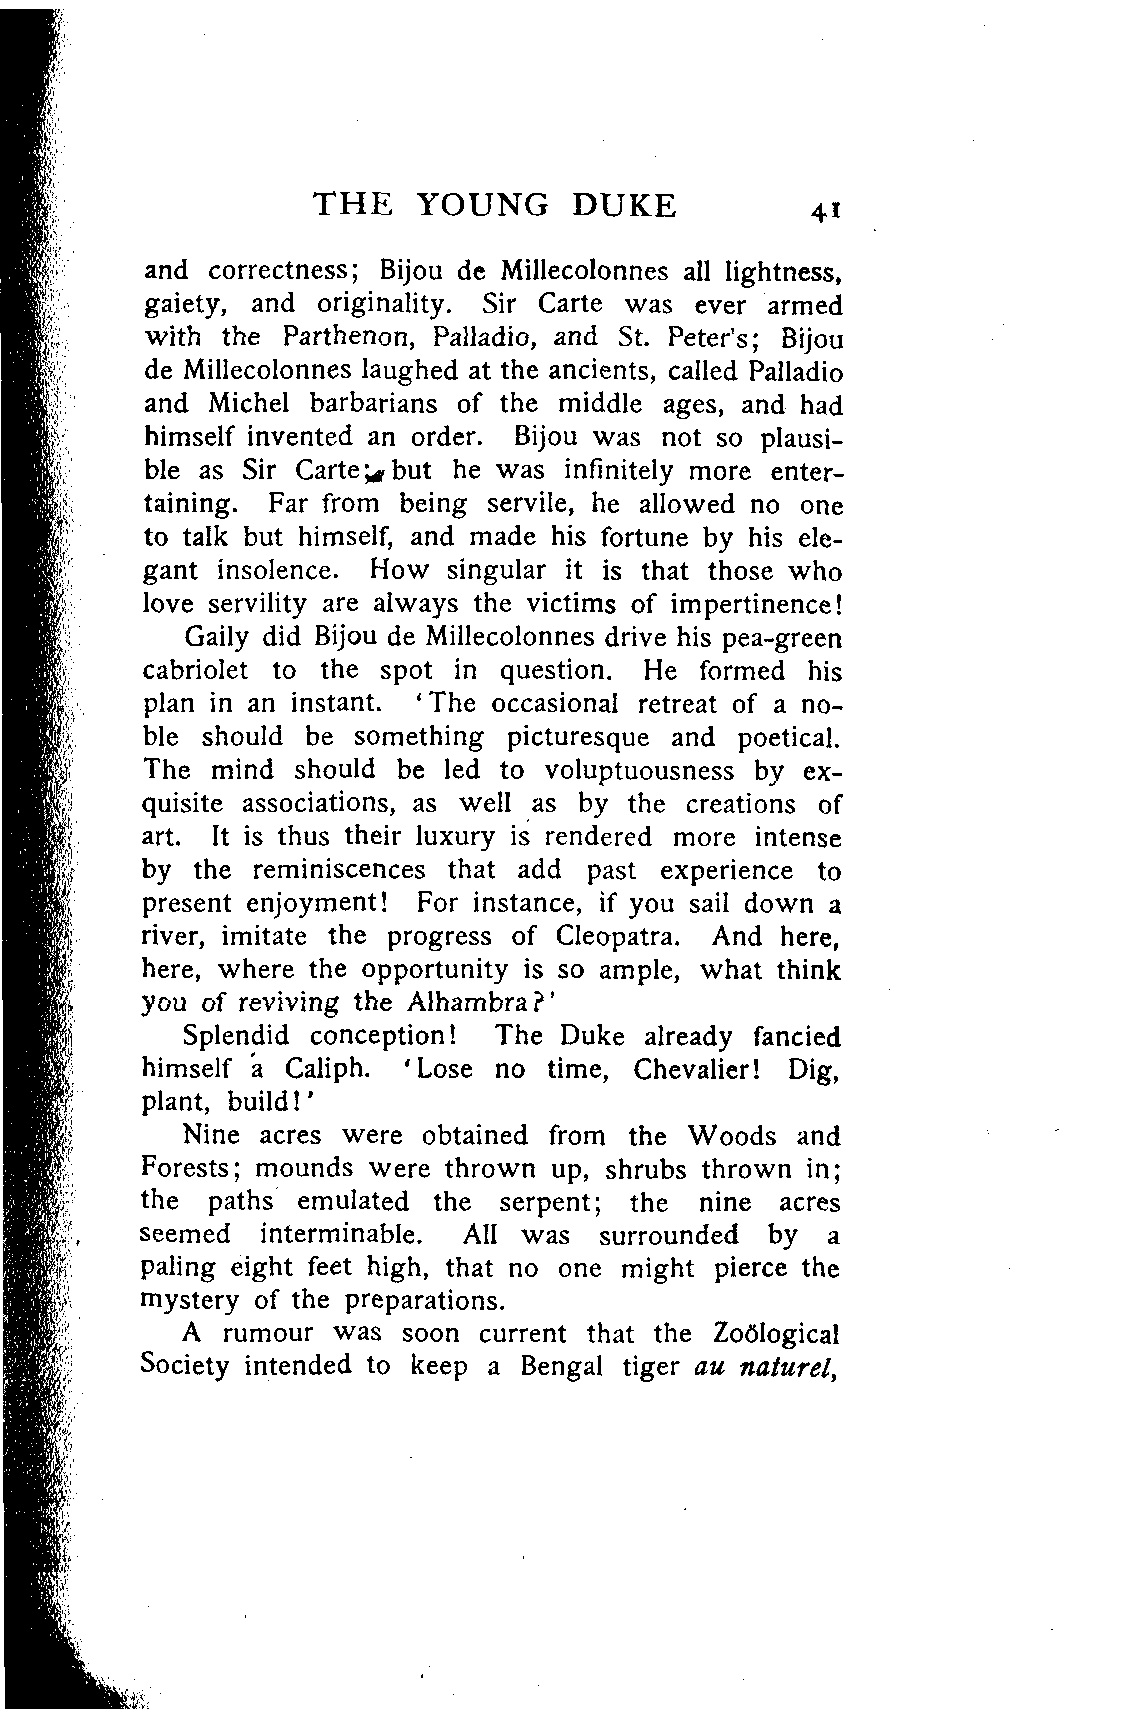 THE YOUNG DUKE 41
and correctness; Bijou de Millecolonnes all lightness,
gaiety, and originality. Sir Carte was ever armed
with the Parthenon, Palladio, and St. Peter's; Bijou
de Millecolonnes laughed at the ancients, called Palladio
and Michel barbarians of the middle ages, and had
himself invented an order. Bijou was not so plausi-
ble as Sir Carte; but he was infinitely more enter-
taining. Far from being servile, he allowed no one
to talk but himself, and made his fortune by his ele-
gant insolence. How singular it is that those who
love servility are always the victims of impertinence!
Gaily did Bijou de Millecolonnes drive his pea-green
cabriolet to the spot in question. He formed his
plan in an instant. 'The occasional retreat of a no-
ble should be something picturesque and poetical.
The mind should be led to voluptuousness by ex-
quisite associations, as well as by the creations of
art. It is thus their luxury is rendered more intense
by the reminiscences that add past experience to
present enjoyment! For instance, if you sail down a
river, imitate the progress of Cleopatra. And here,
here, where the opportunity is so ample, what think
you of reviving the Alhambra?'
Splendid conception! The Duke already fancied
himself a Caliph. 'Lose no time, Chevalier! Dig,
plant, build!'
Nine acres were obtained from the Woods and
Forests; mounds were thrown up, shrubs thrown in;
the paths emulated the serpent; the nine acres
seemed interminable. All was surrounded by a
paling eight feet high, that no one might pierce the
mystery of the preparations.
A rumour was soon current that the Zoölogical
Society intended to keep a Bengal tiger au naturel,